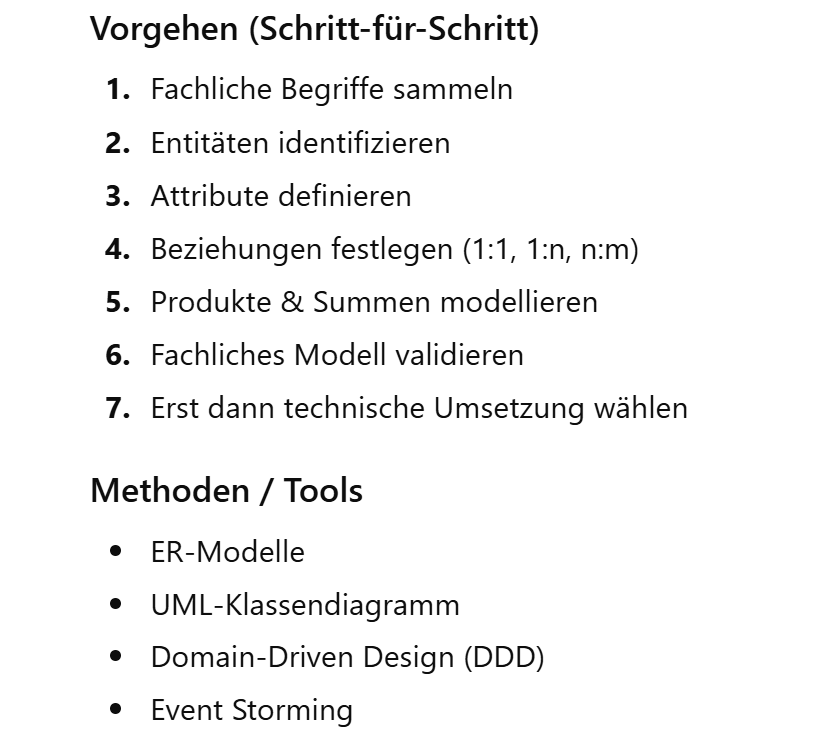 Vorgehen (Schritt-für-Schritt)
1. Fachliche Begriffe sammeln
2. Entitäten identifizieren
3. Attribute definieren
4. Beziehungen festlegen (1:1, 1:n, n:m)
5. Produkte & Summen modellieren
6. Fachliches Modell validieren
7. Erst dann technische Umsetzung wählen
Methoden / Tools
• ER-Modelle
• UML-Klassendiagramm
• Domain-Driven Design (DDD)
• Event Storming